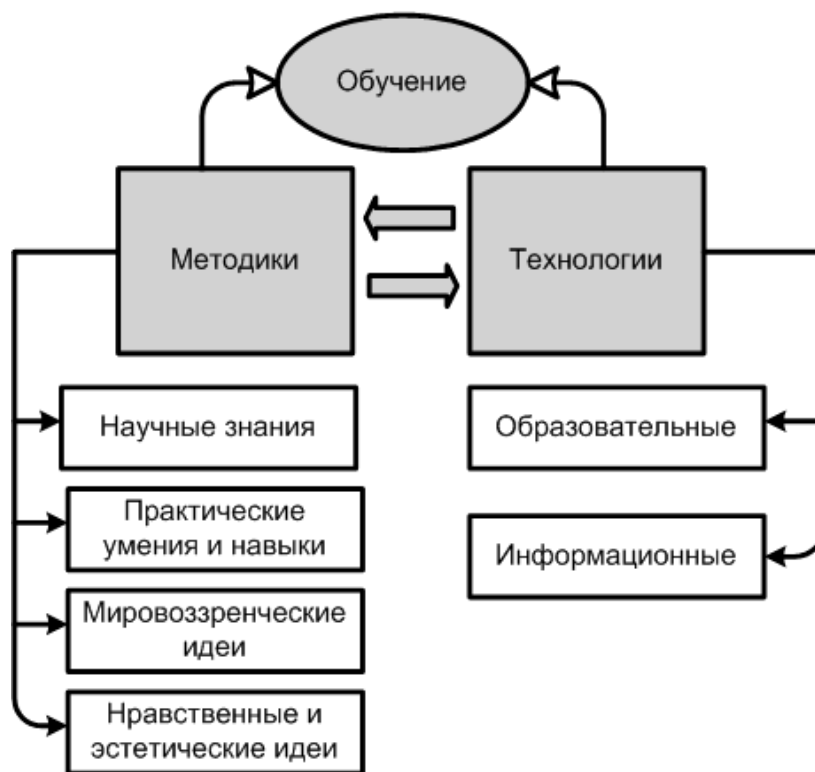 Обучение
Методики
Технологии
Научные знания
Практические
умения и навыки
Мировоззренческие
идеи
Нравственные и
эстетические идеи
Образовательные
Информационные